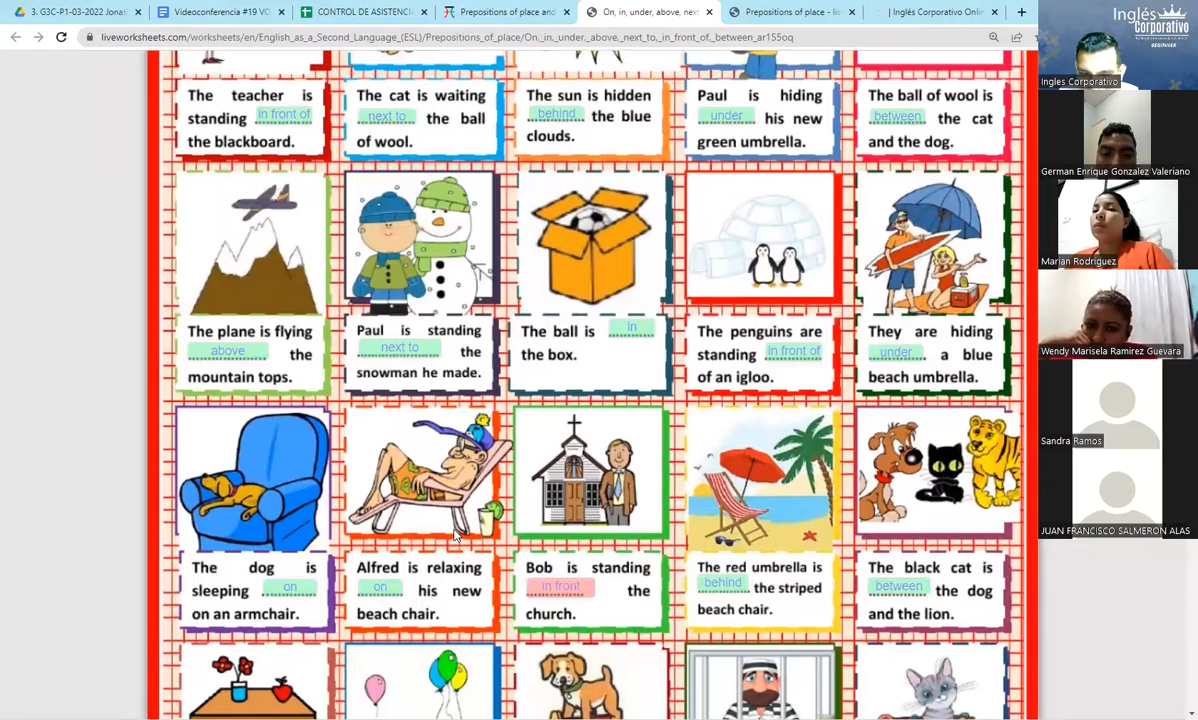 3. G3C-P1-03-2022 Jonat
Videoconferencia #19 VO
CONTROL DE ASISTENCIA
Prepositions of place and
On, in, under, above, next
Prepositions of place - lis
Inglés Corporativo Onlin
liveworksheets.com/worksheets/en/English_as_a_Second_Language_(ESL)/Prepositions_of_place/On,_in,_under,_above,_next_to,_in_front_of,_between_ar155oq
The teacher is
standing in front of
the blackboard.
The cat is waiting
next to the ball
of wool.
The sun is hidden
behind the blue
clouds.
Paul is hiding
under his new
green umbrella.
The ball of wool is
between the cat
and the dog.
The plane is flying
above the
mountain tops.
Paul is standing
next to the
snowman he made.
The ball is in
the box.
The penguins are
standing in front of
of an igloo.
They are hiding
under a blue
beach umbrella.
The dog is
sleeping on
on an armchair.
Alfred is relaxing
on his new
beach chair.
Bob is standing
in front the
church.
The red umbrella is
behind the striped
beach chair.
The black cat is
between the dog
and the lion.
Inglés
Corporativo
BEGINNER
Ingles Corporativo
German Enrique Gonzalez Valeriano
Marian Rodriguez
Wendy Marisela Ramirez Guevara
Sandra Ramos
JUAN FRANCISCO SALMERON ALAS